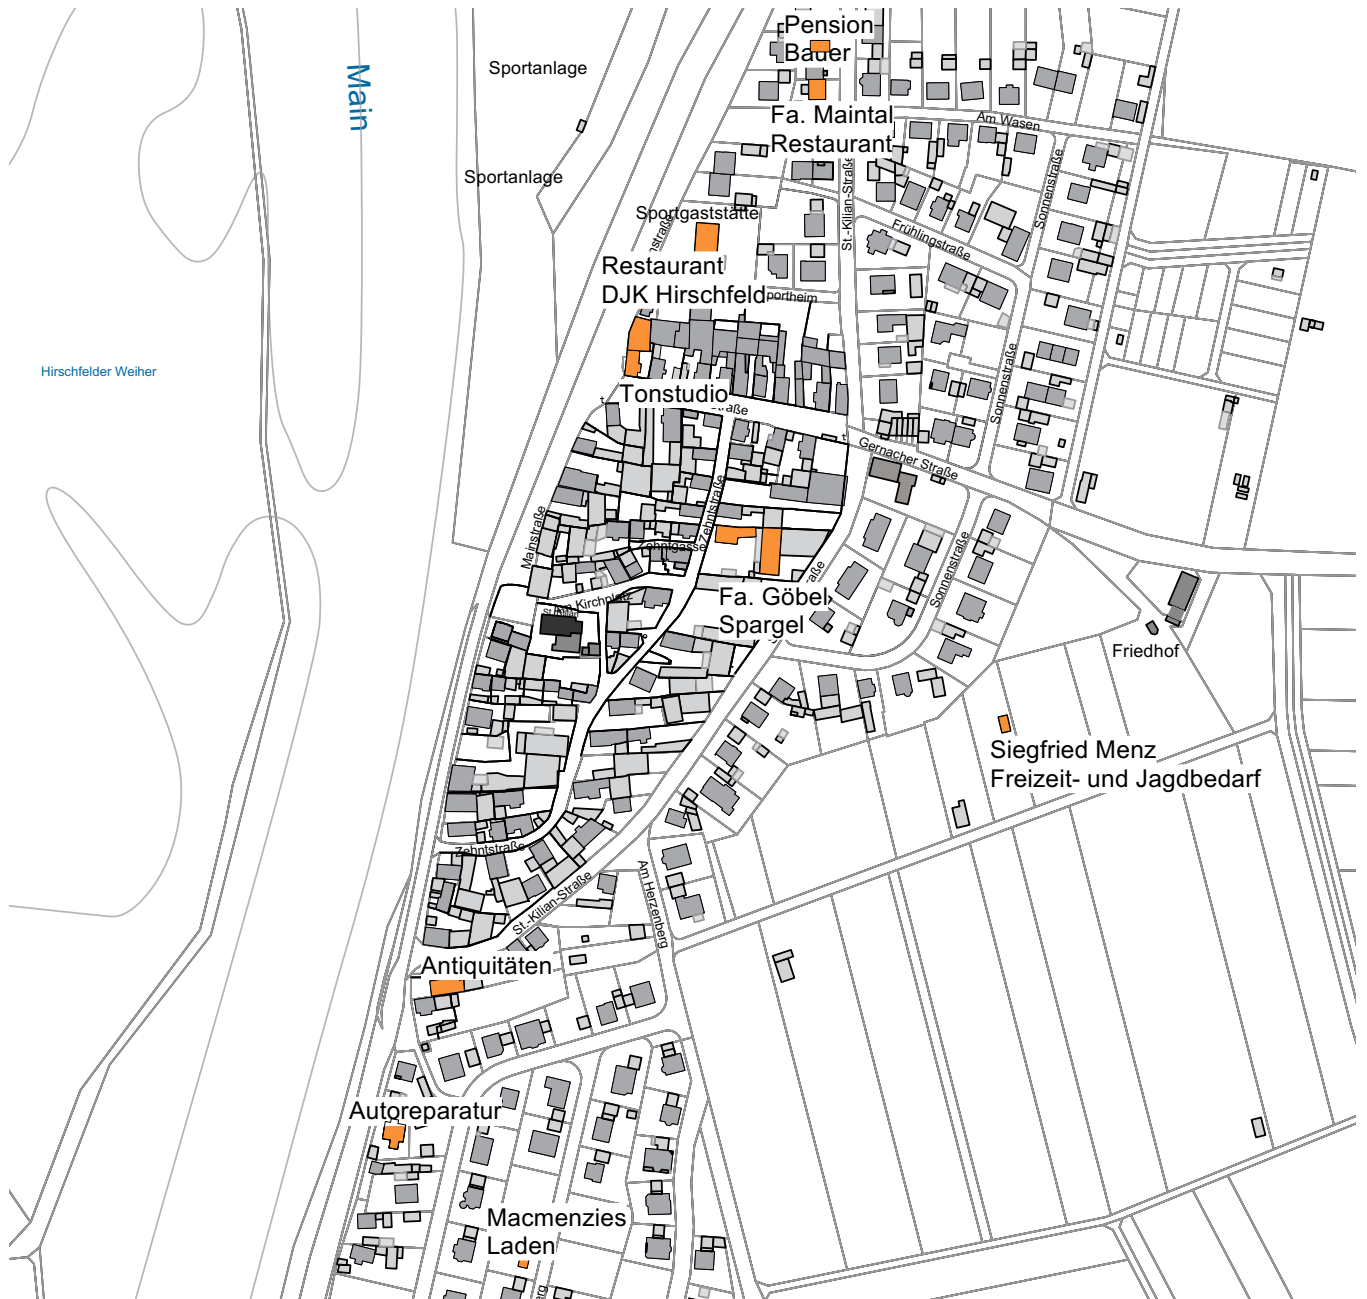 Pension
Bauer
Main
Sportanlage
Fa. Maintal
Restaurant
Am Wasen
Sportanlage
St.-Kilian-Straße
Sonnenstraße
Sportgaststätte
Frühlingstraße
Restaurant
DJK Hirschfeld
Hirschfelder Weiher
Sonnenstraße
Tonstudio
Gernacher Straße
Zehntstraße
Mainstraße
Zehntgasse
Sonnenstraße
Am Kirchplatz
Fa. Göbel
Spargel
Friedhof
Siegfried Menz
Freizeit- und Jagdbedarf
Zehntstraße
Am Herzenberg
St.-Kilian-Straße
Antiquitäten
Autoreparatur
Macmenzies
Laden